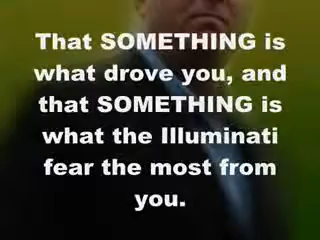 That SOMETHING is
what drove you, and
that SOMETHING is
what the Illuminati
fear the most from
you.